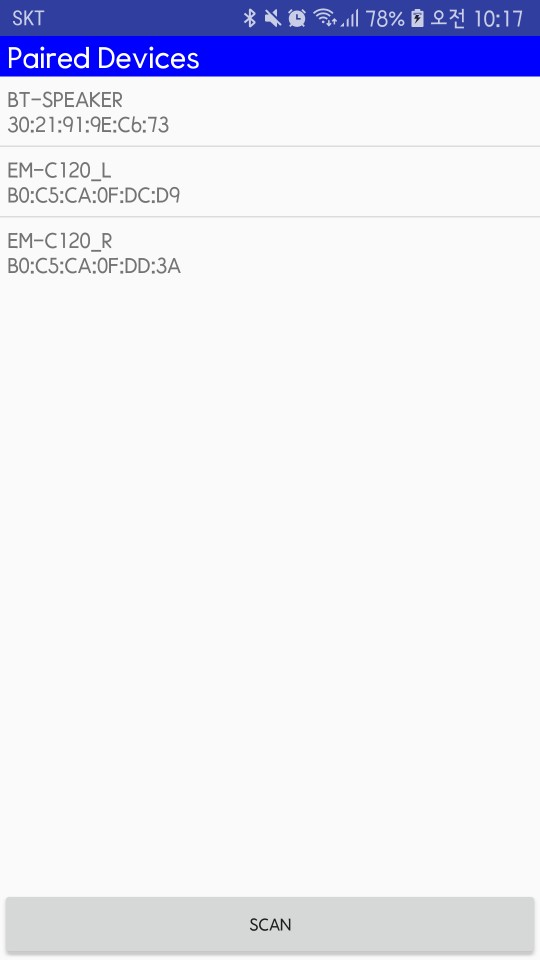 SKT 78% 오전 10:17
Paired Devices
BT-SPEAKER
30:21:91:9E:C6:73
EM-C120_L
B0:C5:CA:0F:DC:D9
EM-C120_R
B0:C5:CA:0F:DD:3A
SCAN